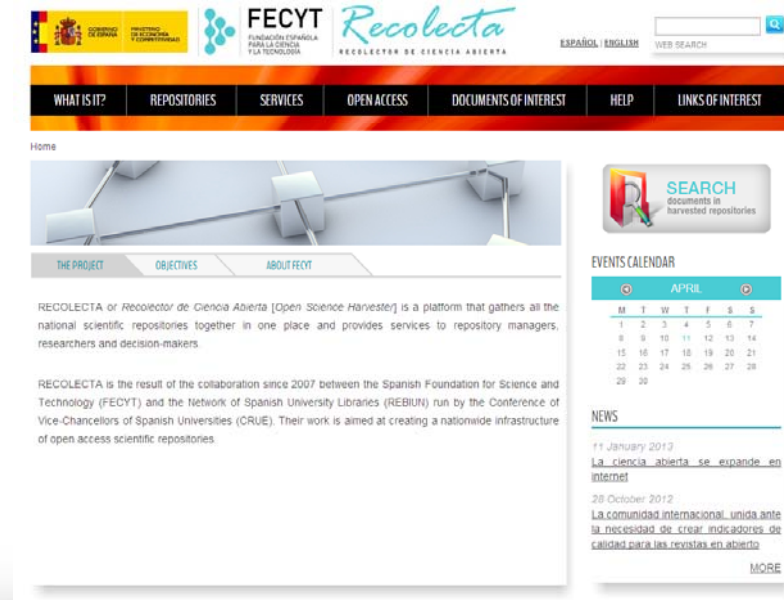 GOBIERNO
DE ESPAÑA
MINISTERIO
DE ECONOMÍA
Y COMPETITIVIDAD
FECYT
FUNDACIÓN ESPAÑOLA
PARA LA CIENCIA
Y LA TECNOLOGÍA
Recolecta
RECOLECTOR DE CIENCIA ABIERTA
ESPAÑOL | ENGLISH
WEB SEARCH
WHAT IS IT? REPOSITORIES SERVICES OPEN ACCESS DOCUMENTS OF INTEREST HELP LINKS OF INTEREST
Home
THE PROJECT OBJECTIVES ABOUT FECYT
RECOLECTA or Recolector de Ciencia Abierta [Open Science Harvester] is a platform that gathers all the
national scientific repositories together in one place and provides services to repository managers,
researchers and decision-makers.
RECOLECTA is the result of the collaboration since 2007 between the Spanish Foundation for Science and
Technology (FECYT) and the Network of Spanish University Libraries (REBIUN) run by the Conference of
Vice-Chancellors of Spanish Universities (CRUE). Their work is aimed at creating a nationwide infrastructure
of open access scientific repositories.
SEARCH
documents in
harvested repositories
EVENTS CALENDAR
APRIL
M T W T F S S
1 2 3 4 5 6 7
8 9 10 11 12 13 14
15 16 17 18 19 20 21
22 23 24 25 26 27 28
29 30
NEWS
11 January 2013
La ciencia abierta se expande en
internet
28 October 2012
La comunidad internacional, unida ante
la necesidad de crear indicadores de
calidad para las revistas en abierto
MORE